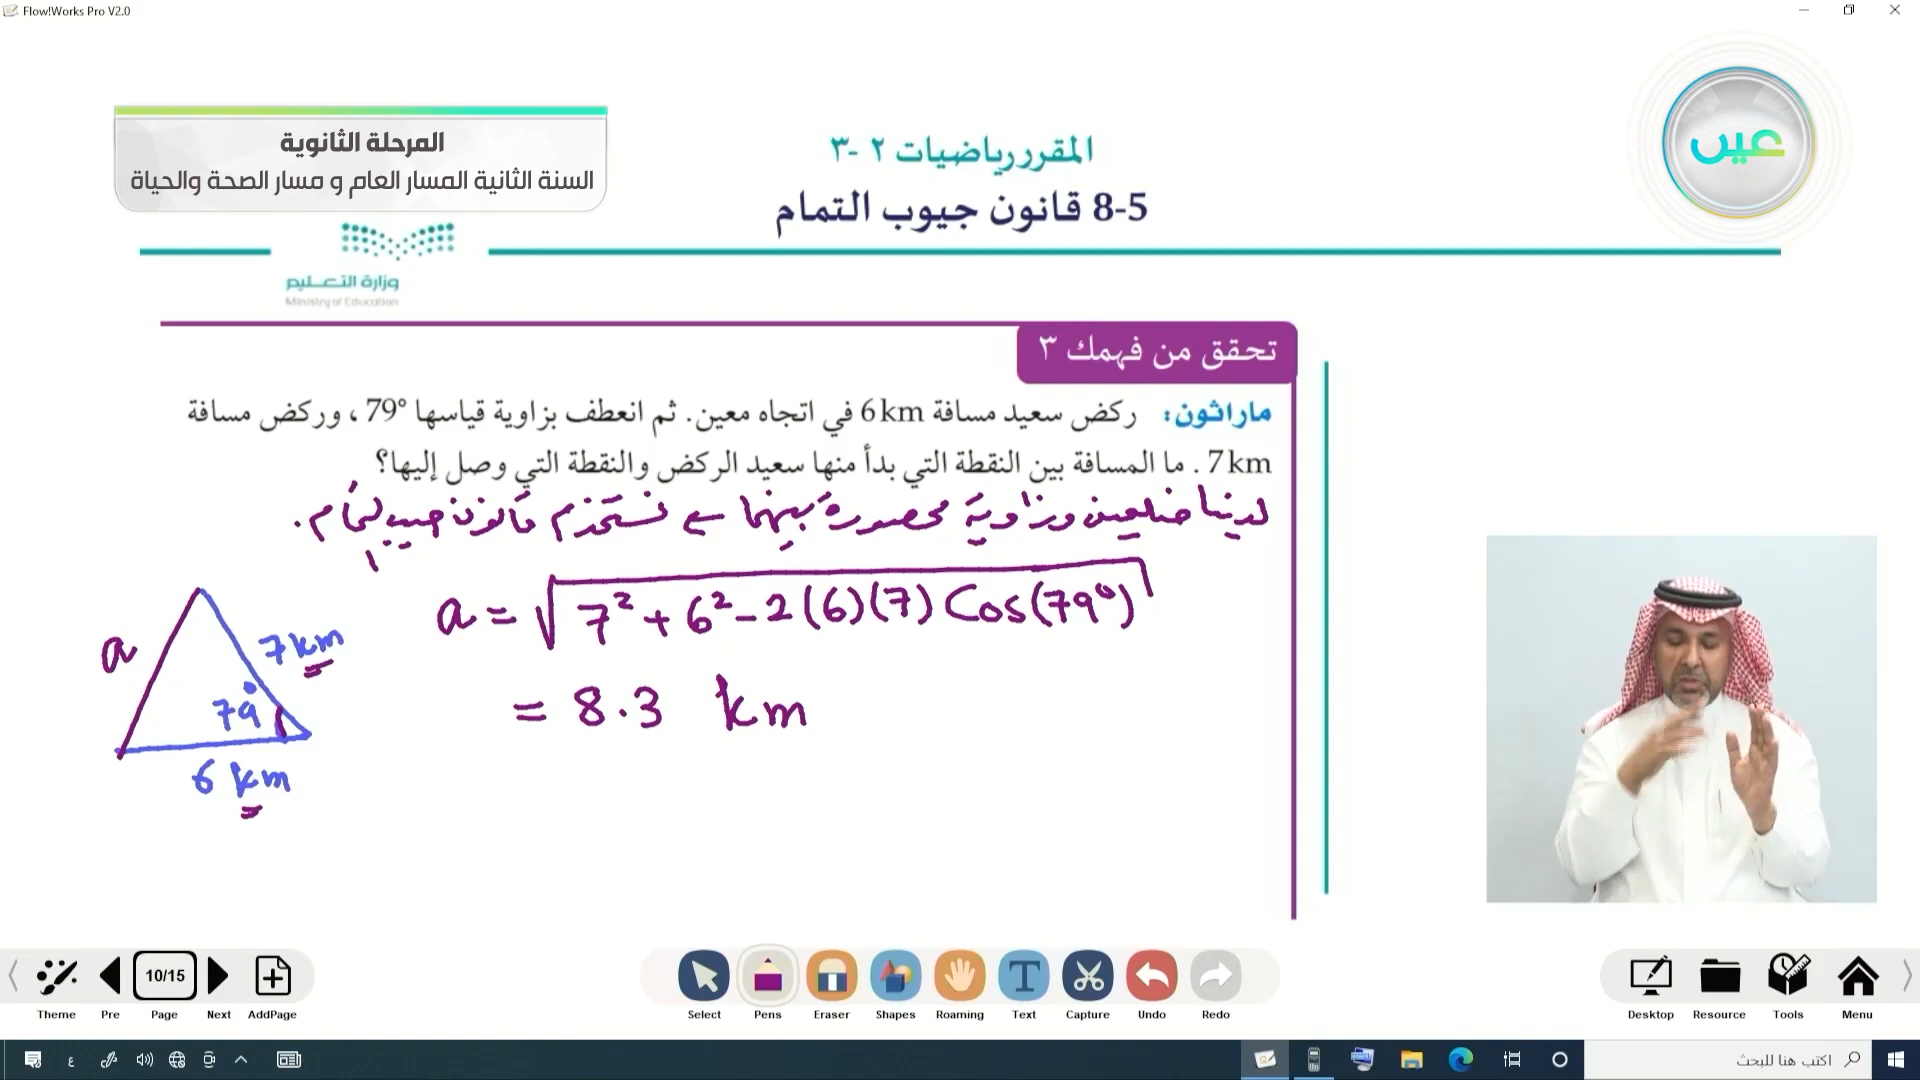 Flow!Works Pro V2.0
المرحلة الثانوية
السنة الثانية المسار العام و مسار الصحة والحياة
المقرر رياضيات ٢ -٣
8-5 قانون جيوب التمام
عين
وزارة التعليم
Ministry of Education
تحقق من فهمك ٣
ماراثون: ركض سعيد مسافة 6 km في اتجاه معين. ثم انعطف بزاوية قياسها 79° ، وركض مسافة
7 km . ما المسافة بين النقطة التي بدأ منها سعيد الركض والنقطة التي وصل إليها؟
لدينا ضلعين وزاوية محصورة بينهما ⇐ نستخدم قانون جيب التمام.
a = √7² + 6² - 2 (6) (7) Cos (79°)
= 8.3 km
a
7 km
79°
6 km
10/15
Theme
Pre
Page
Next
AddPage
Select
Pens
Eraser
Shapes
Roaming
T
Text
Capture
Undo
Redo
Desktop
Resource
Tools
Menu
ع
اكتب هنا للبحث